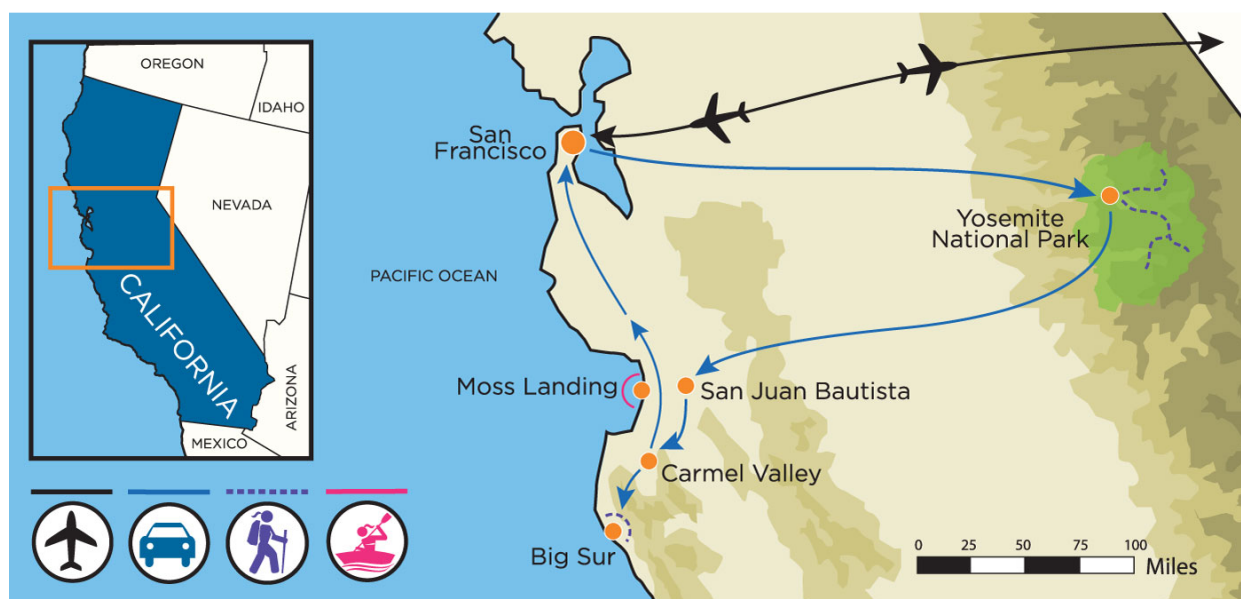 OREGON
IDAHO
NEVADA
CALIFORNIA
ARIZONA
MEXICO
San
Francisco
PACIFIC OCEAN
Yosemite
National Park
Moss Landing
San Juan Bautista
Carmel Valley
Big Sur
0 25 50 75 100
Miles